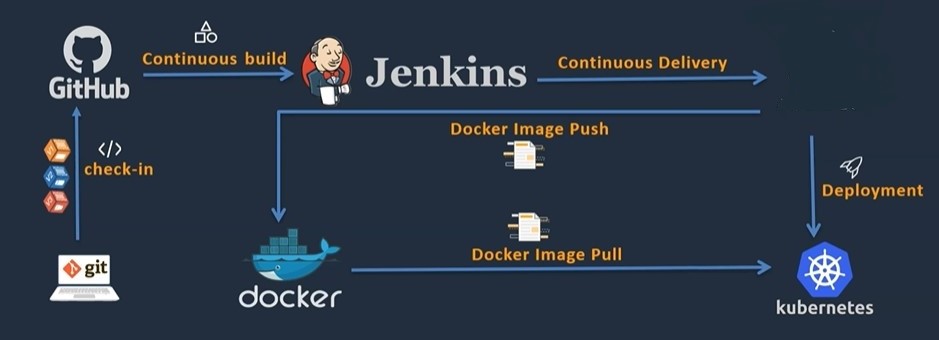 Continuous build
GitHub
Jenkins
Continuous Delivery
Docker Image Push
</>
check-in
Deployment
git
Docker Image Pull
docker
kubernetes